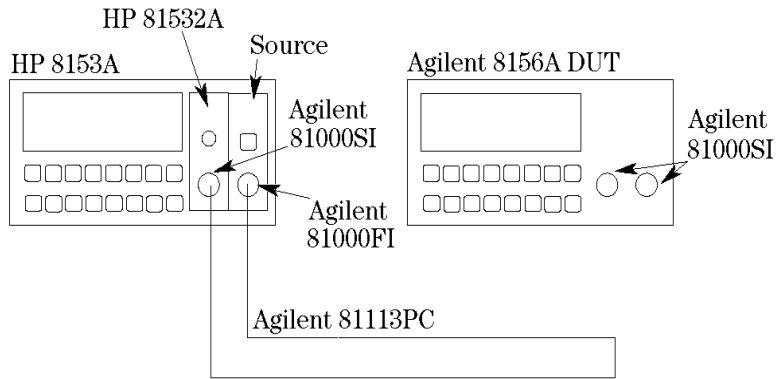 HP 81532A
Source
HP 8153A
Agilent 8156A DUT
Agilent
81000SI
Agilent
81000SI
Agilent
81000FI
Agilent 81113PC